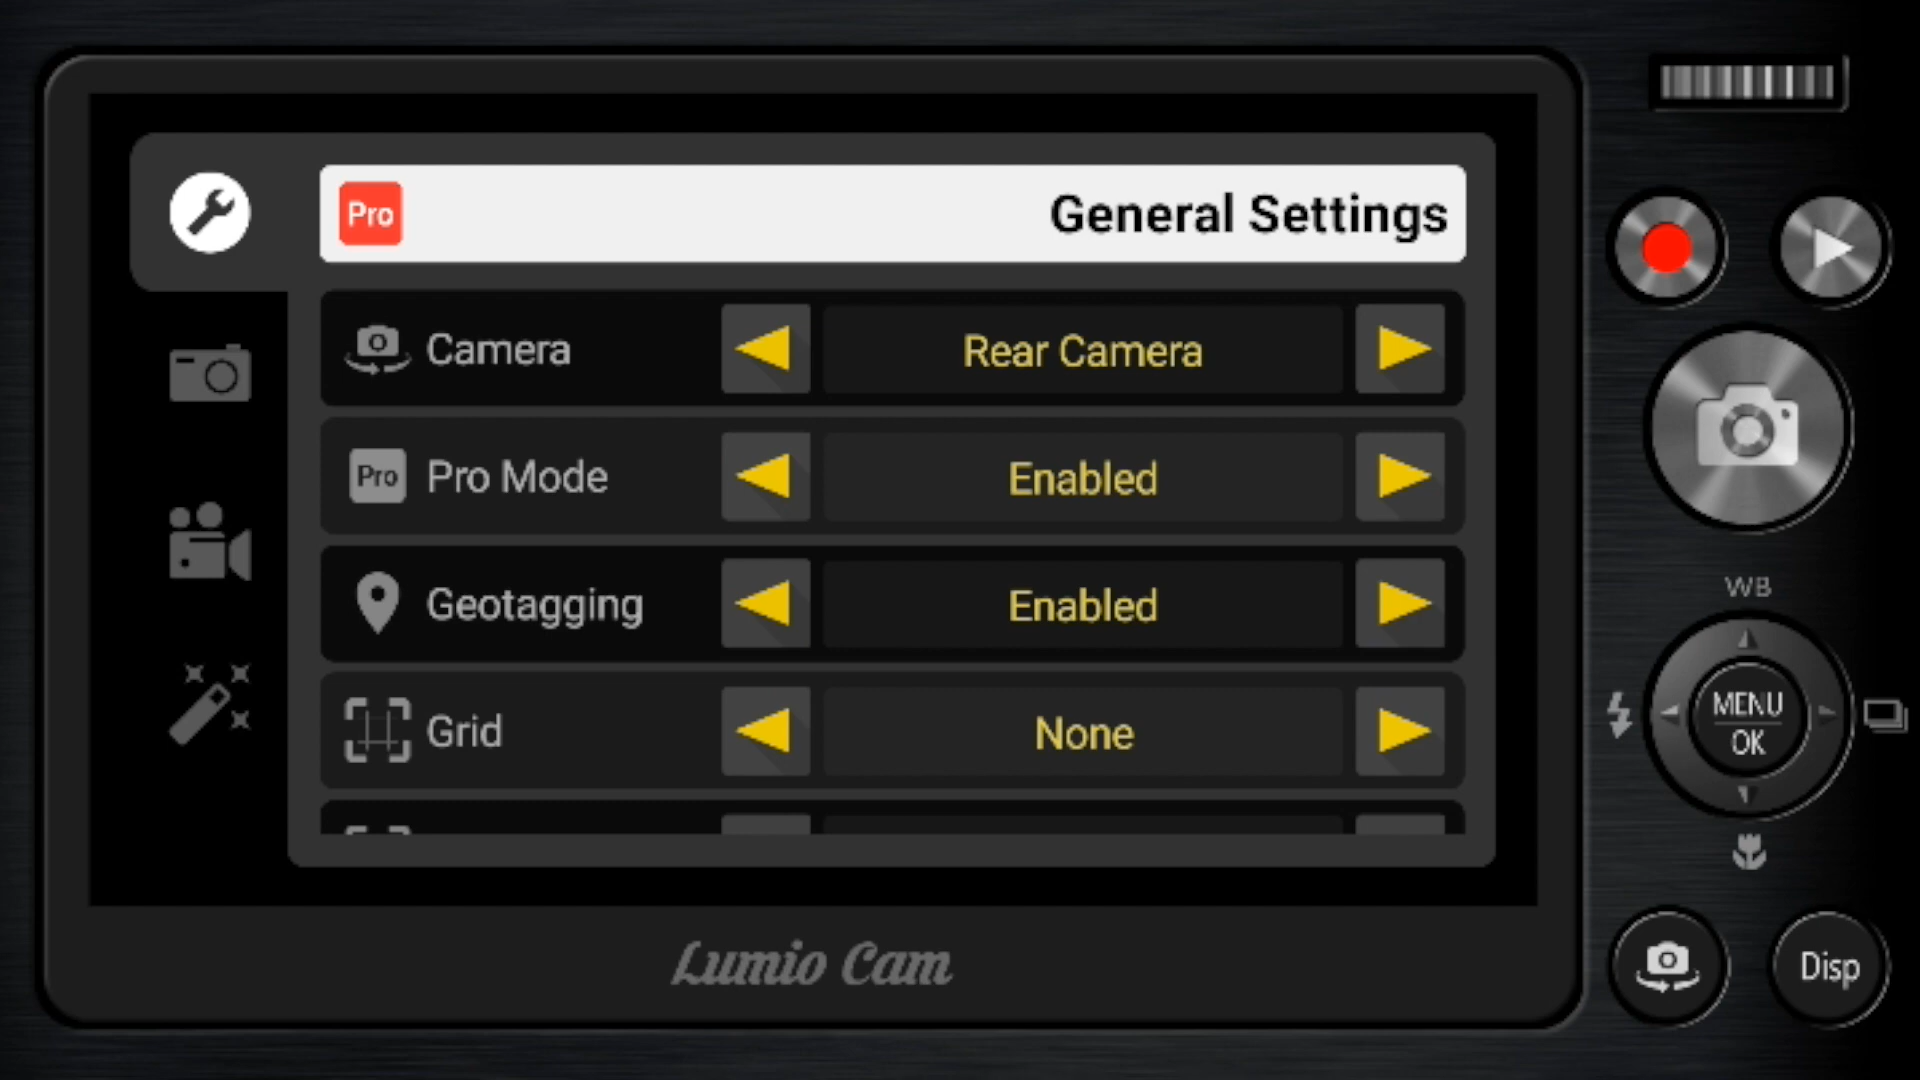 Pro
General Settings
Camera
Rear Camera
Pro
Pro Mode
Enabled
Geotagging
Enabled
Grid
None
Lumio Cam
WB
MENU
OK
Disp